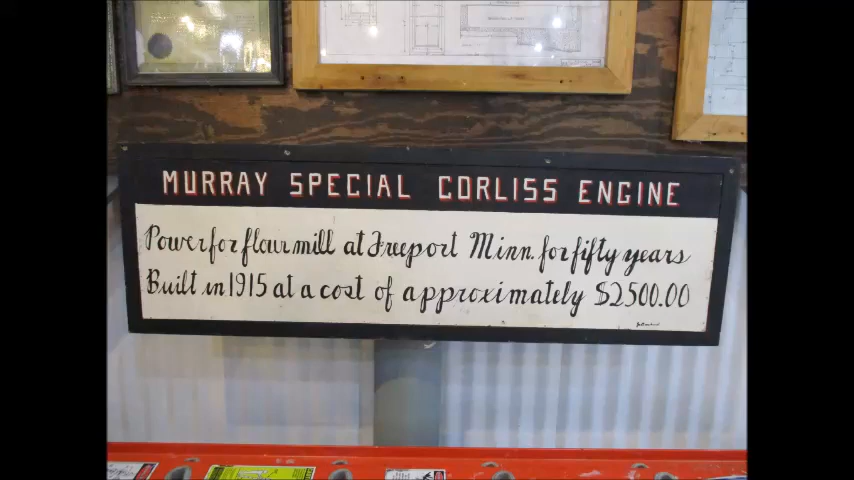 MURRAY SPECIAL CORLISS ENGINE
Power for flour mill at Freeport Minn. for fifty years
Built in 1915 at a cost of approximately $2500.00